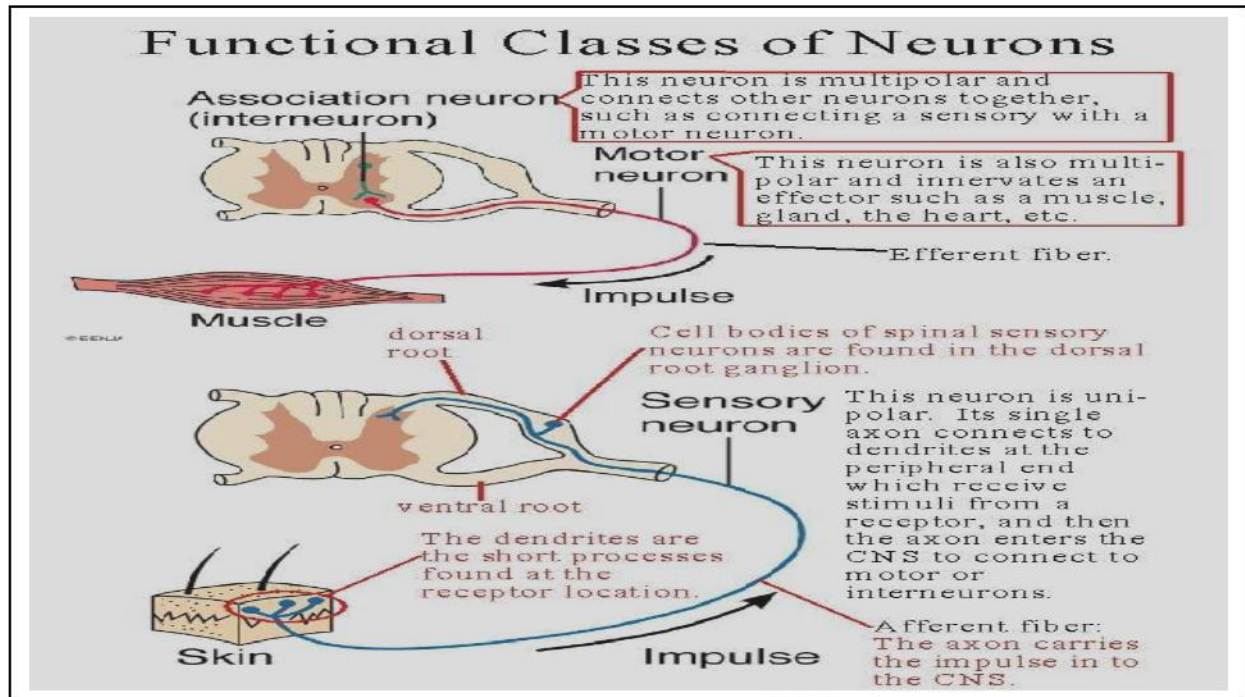 Functional Classes of Neurons
Association neuron
(interneuron)
This neuron is multipolar and
connects other neurons together,
such as connecting a sensory with a
motor neuron.
Motor
neuron
This neuron is also multi-
polar and innervates an
effector such as a muscle,
gland, the heart, etc.
Efferent fiber.
Impulse
Muscle
dorsal
root
Cell bodies of spinal sensory
neurons are found in the dorsal
root ganglion.
Sensory
neuron
This neuron is uni-
polar. Its single
axon connects to
dendrites at the
peripheral end
which receive
stimuli from a
receptor, and then
the axon enters the
CNS to connect to
motor or
interneurons.
ventral root
The dendrites are
the short processes
found at the
receptor location.
Skin
Impulse
Afferent fiber:
The axon carries
the impulse in to
the CNS.